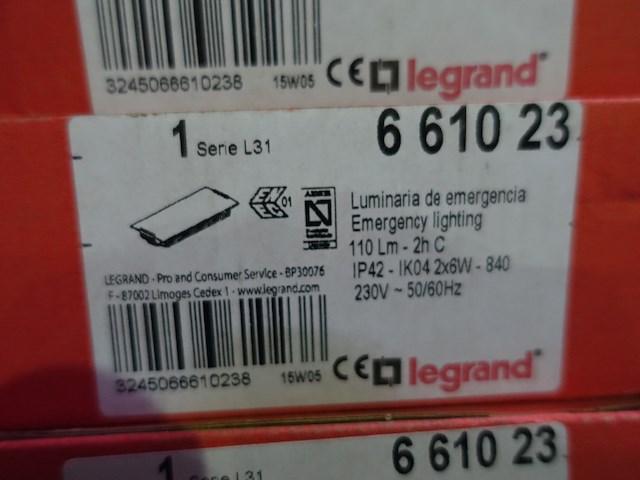 3245066610238 15W05 CE legrand
1 Serie L31 6 610 23
01
Luminaria de emergencia
Emergency lighting
110 Lm - 2h C
IP42 - IK04 2x6W - 840
230V ~ 50/60Hz
LEGRAND - Pro and Consumer Service - BP30076
F - 87002 Limoges Cedex 1 - www.legrand.com
3245066610238 15W05 CE legrand
1 Serie L31 6 610 23